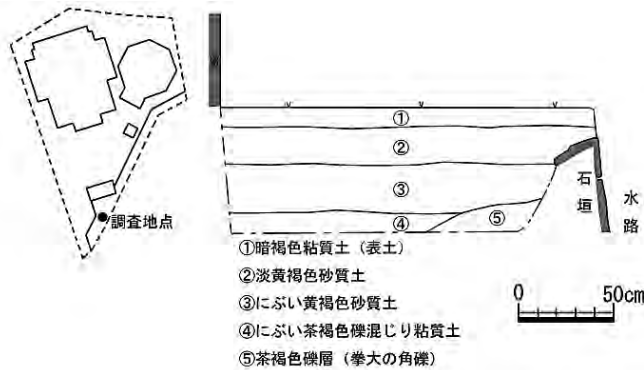 調査地点
①
②
③
④
⑤
石垣
水路
①暗褐色粘質土(表土)
②淡黄褐色砂質土
③にぶい黄褐色砂質土
④にぶい茶褐色礫混じり粘質土
⑤茶褐色礫層(拳大の角礫)
0 50cm